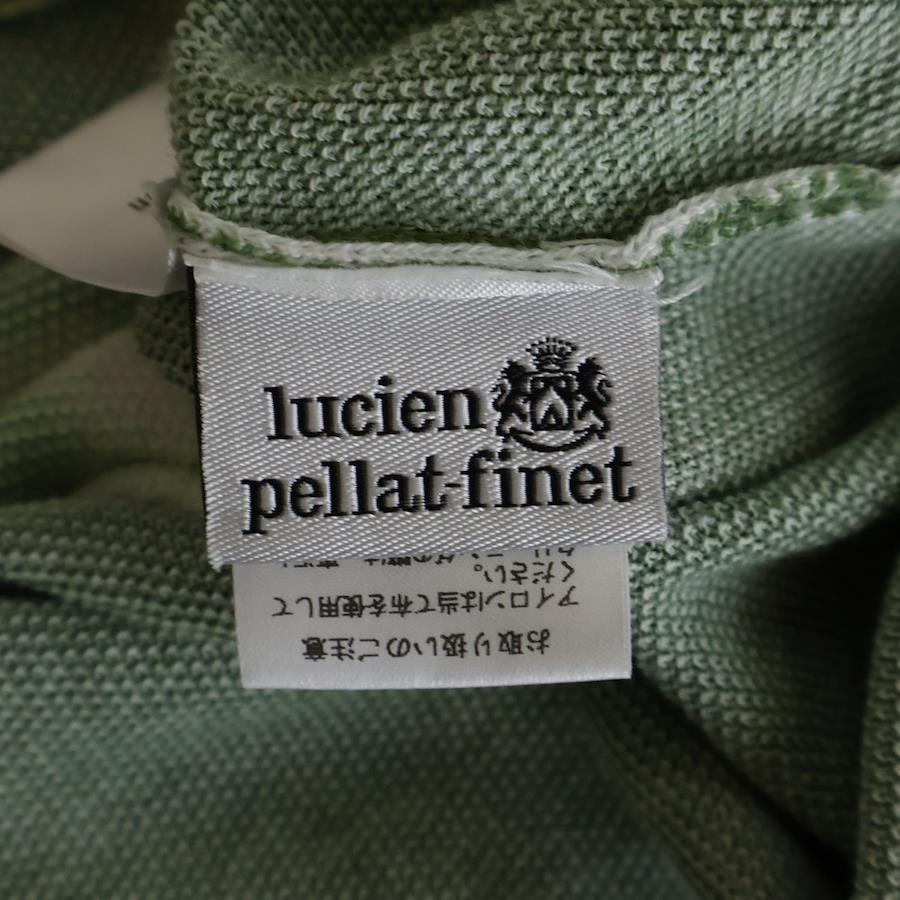 lucien
pellat-finet
お取り扱いのご注意
アイロンは当て布を使用して
ください。